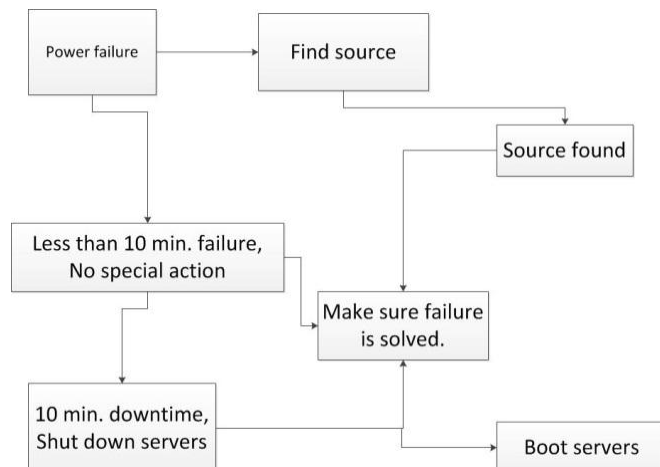 Power failure
Find source
Source found
Less than 10 min. failure,
No special action
Make sure failure
is solved.
10 min. downtime,
Shut down servers
Boot servers